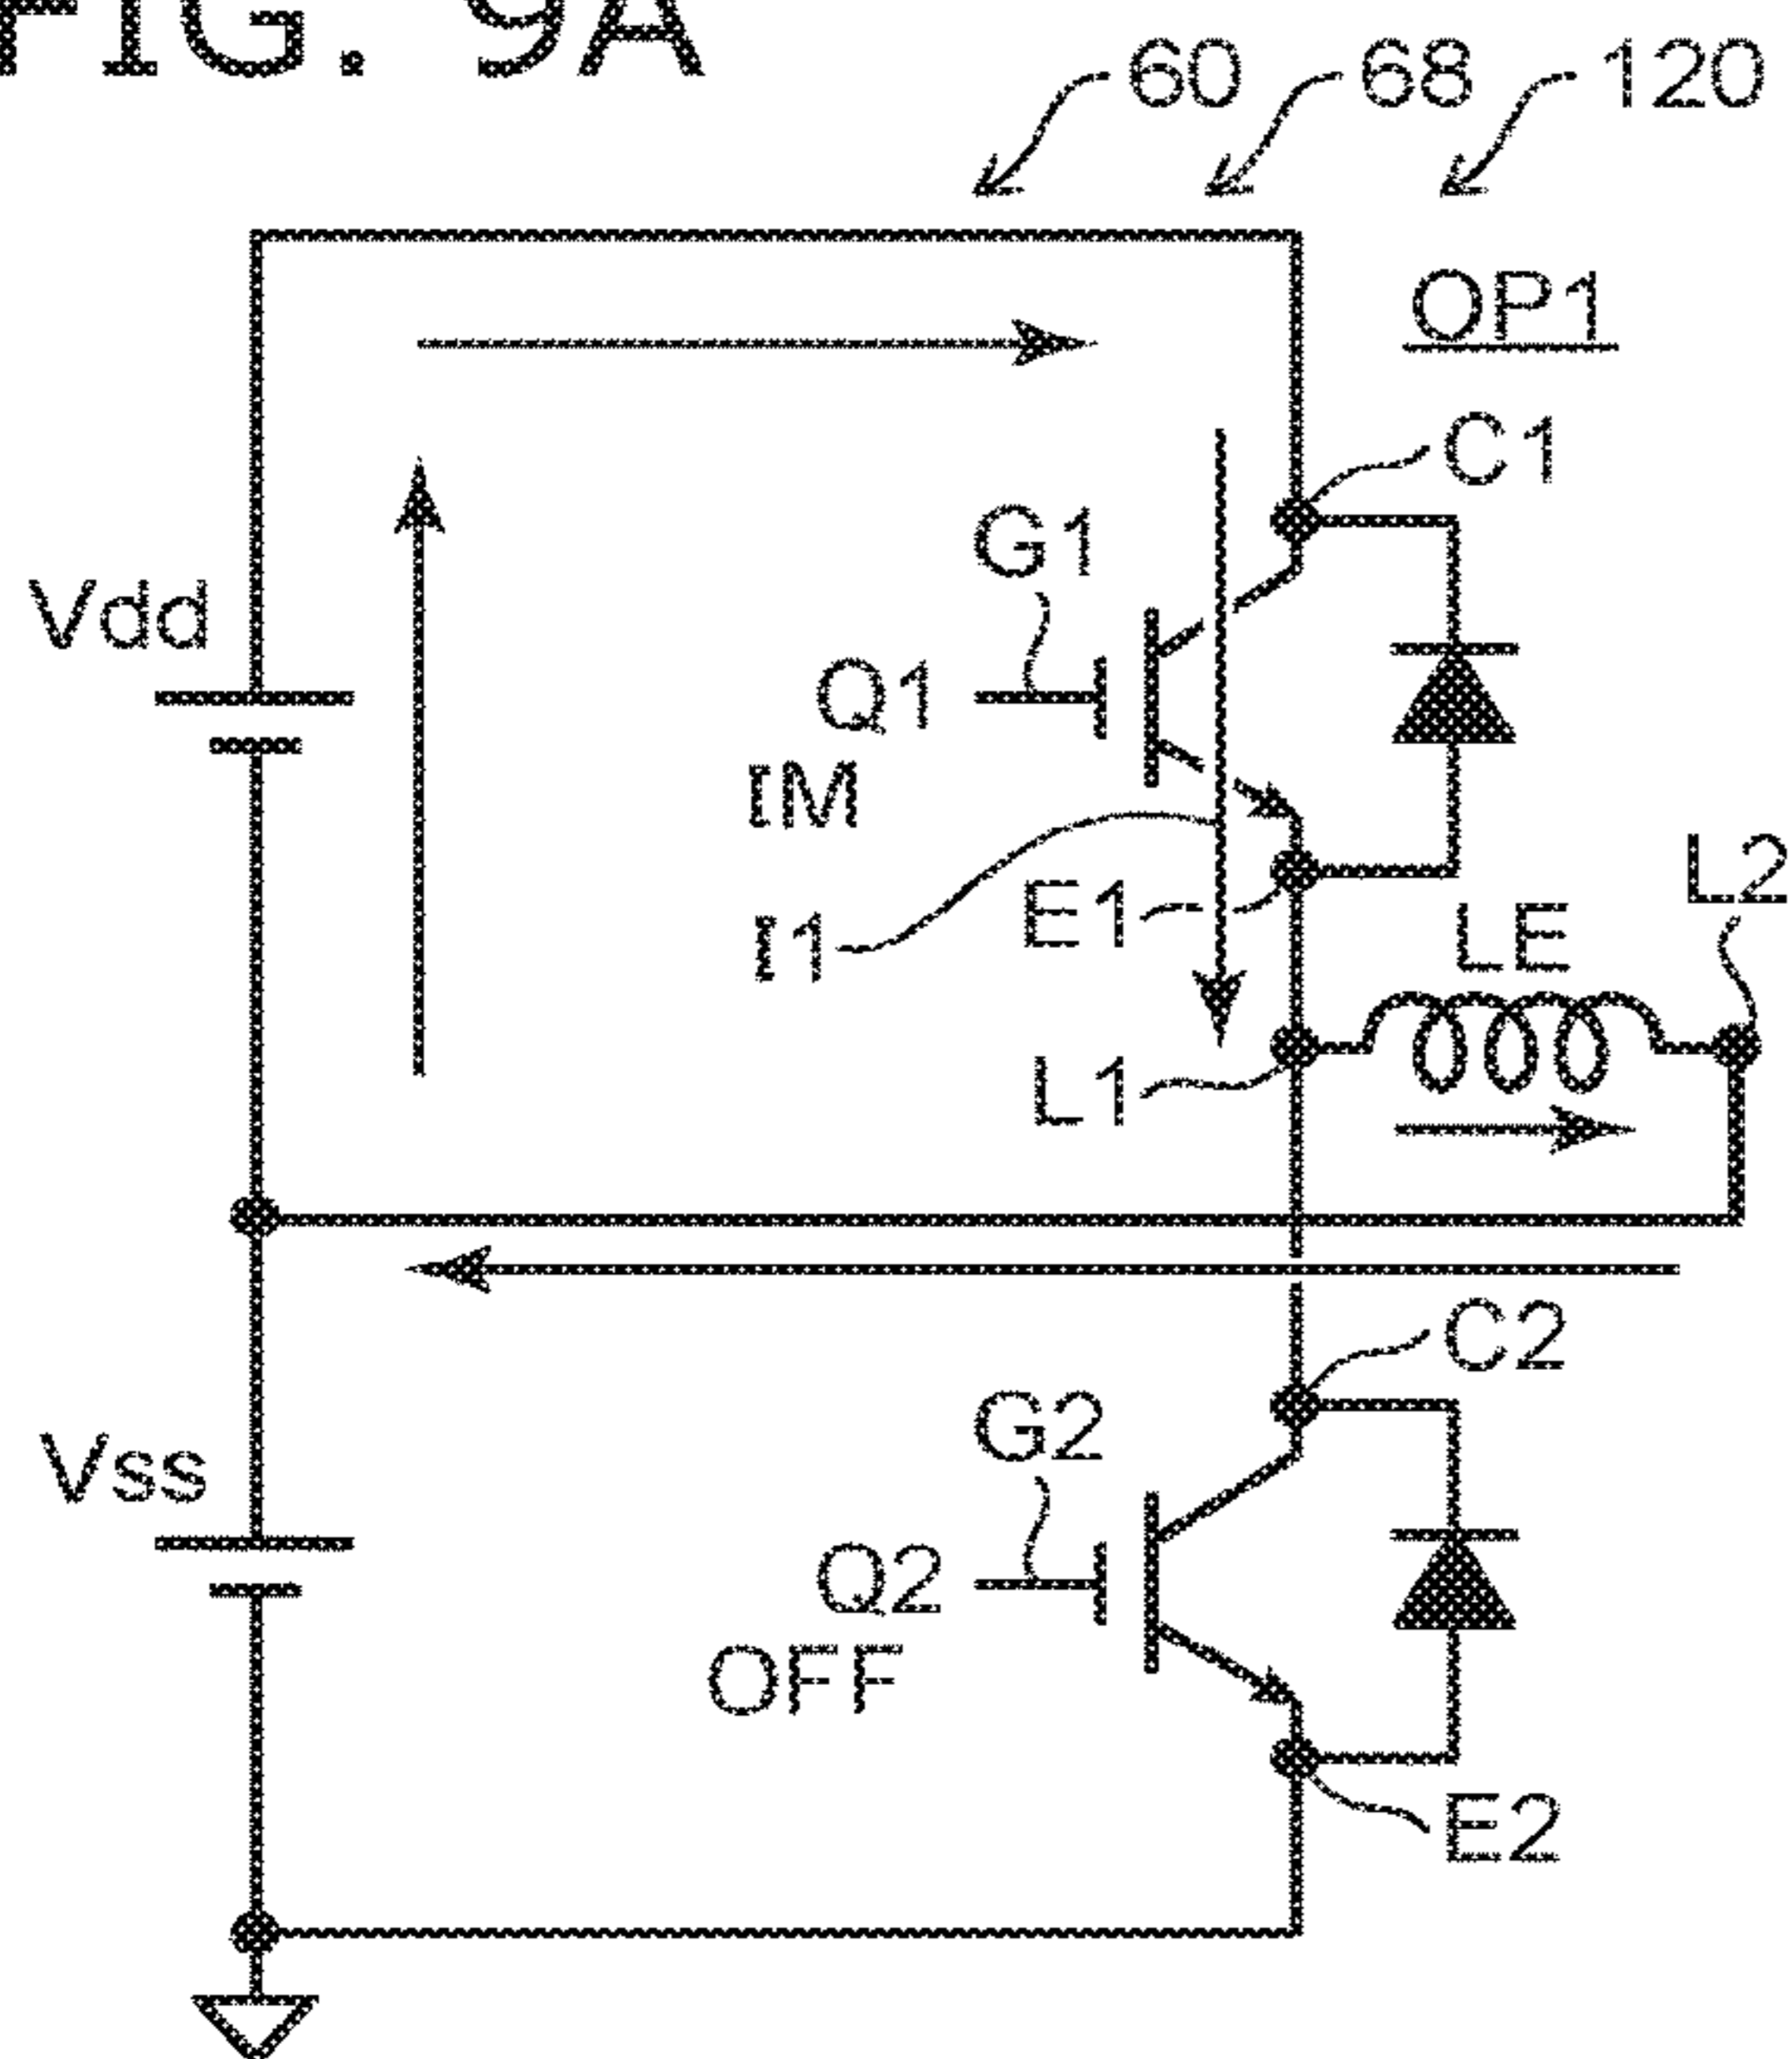 FIG. 9A
60 68 120
OP1
C1
G1
Vdd
Q1
IM
L2
E1
LE
I1
L1
C2
G2
Vss
Q2
OFF
E2